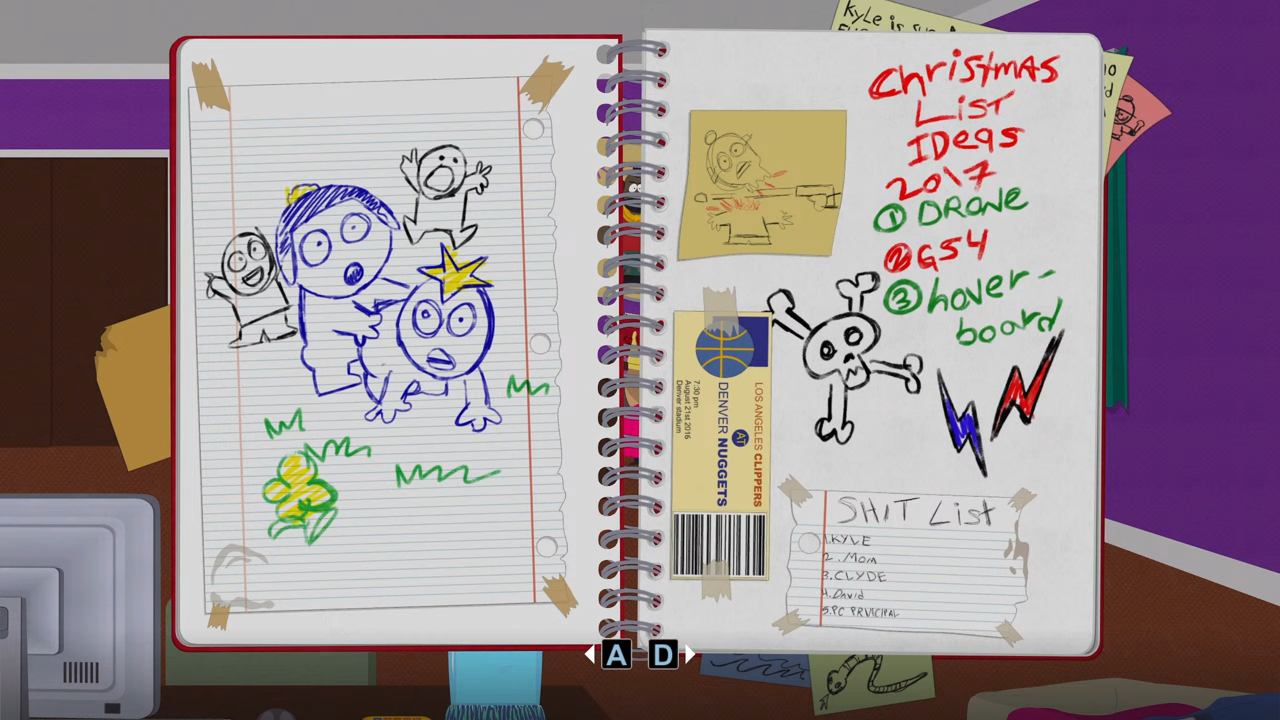 Kyle is
Christmas
List
Ideas
2017
① DRONE
② GS4
③ hover-
board
LOS ANGELES CLIPPERS
AT
DENVER NUGGETS
7:30 pm
August 21st 2016
Denver stadium
SHIT List
1. KYLE
2. Mom
3. CLYDE
4. David
5. PC PRVICIPAL
A D